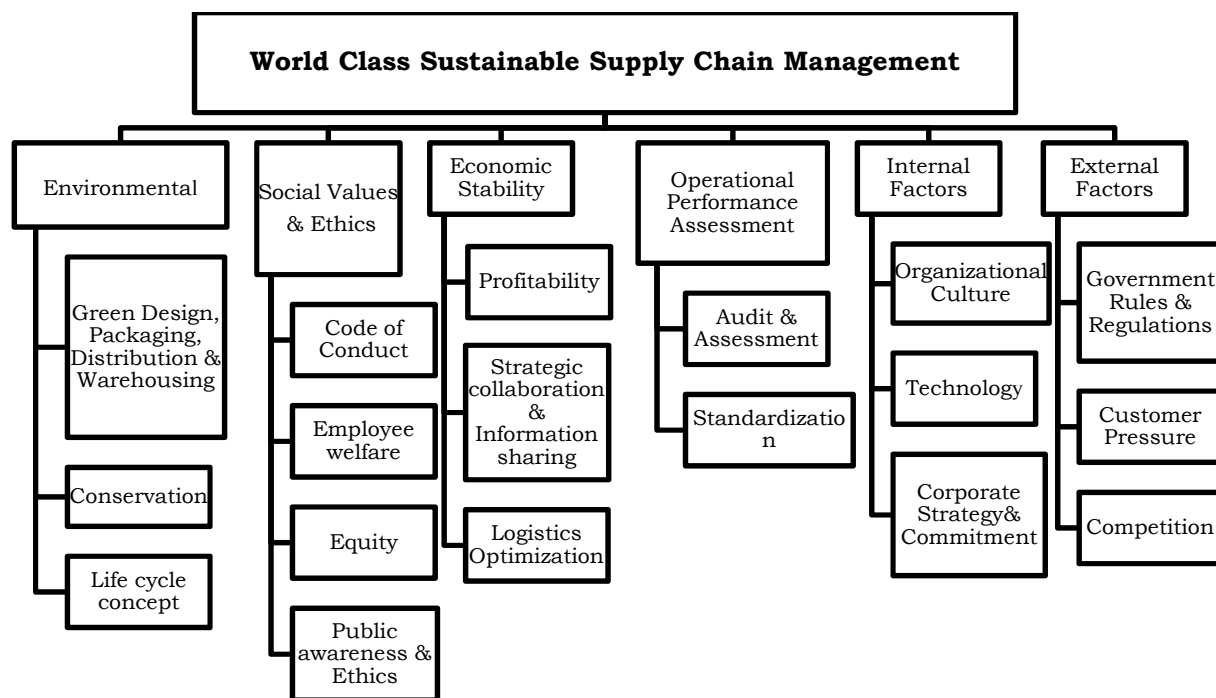 World Class Sustainable Supply Chain Management
Environmental
Green Design,
Packaging,
Distribution &
Warehousing
Conservation
Life cycle
concept
Social Values
& Ethics
Code of
Conduct
Employee
welfare
Equity
Public
awareness &
Ethics
Economic
Stability
Profitability
Strategic
collaboration
&
Information
sharing
Logistics
Optimization
Operational
Performance
Assessment
Audit &
Assessment
Standardizatio
n
Internal
Factors
Organizational
Culture
Technology
Corporate
Strategy&
Commitment
External
Factors
Government
Rules &
Regulations
Customer
Pressure
Competition